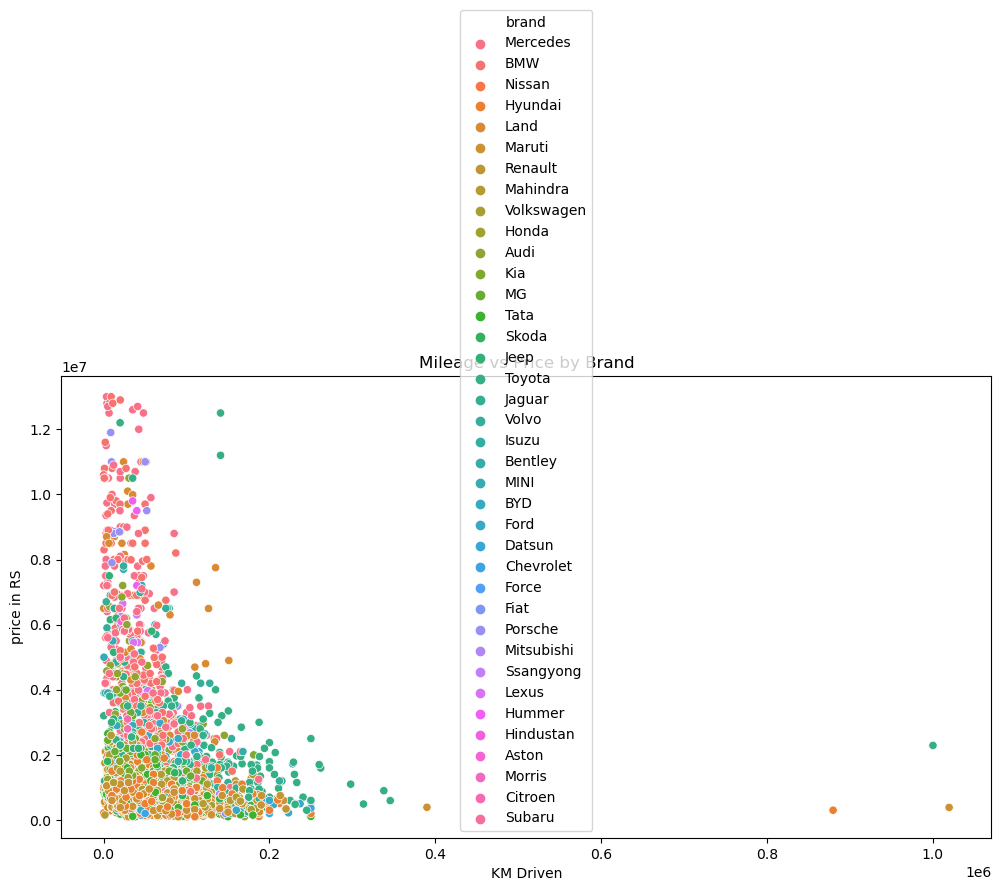 brand
Mercedes
BMW
Nissan
Hyundai
Land
Maruti
Renault
Mahindra
Volkswagen
Honda
Audi
Kia
MG
Tata
Skoda
Jeep
Toyota
Jaguar
Volvo
Isuzu
Bentley
MINI
BYD
Ford
Datsun
Chevrolet
Force
Fiat
Porsche
Mitsubishi
Ssangyong
Lexus
Hummer
Hindustan
Aston
Morris
Citroen
Subaru
Mileage vs Price by Brand
1e7
1.2
1.0
0.8
0.6
0.4
0.2
0.0
price in RS
0.0 0.2 0.4 0.6 0.8 1.0
1e6
KM Driven